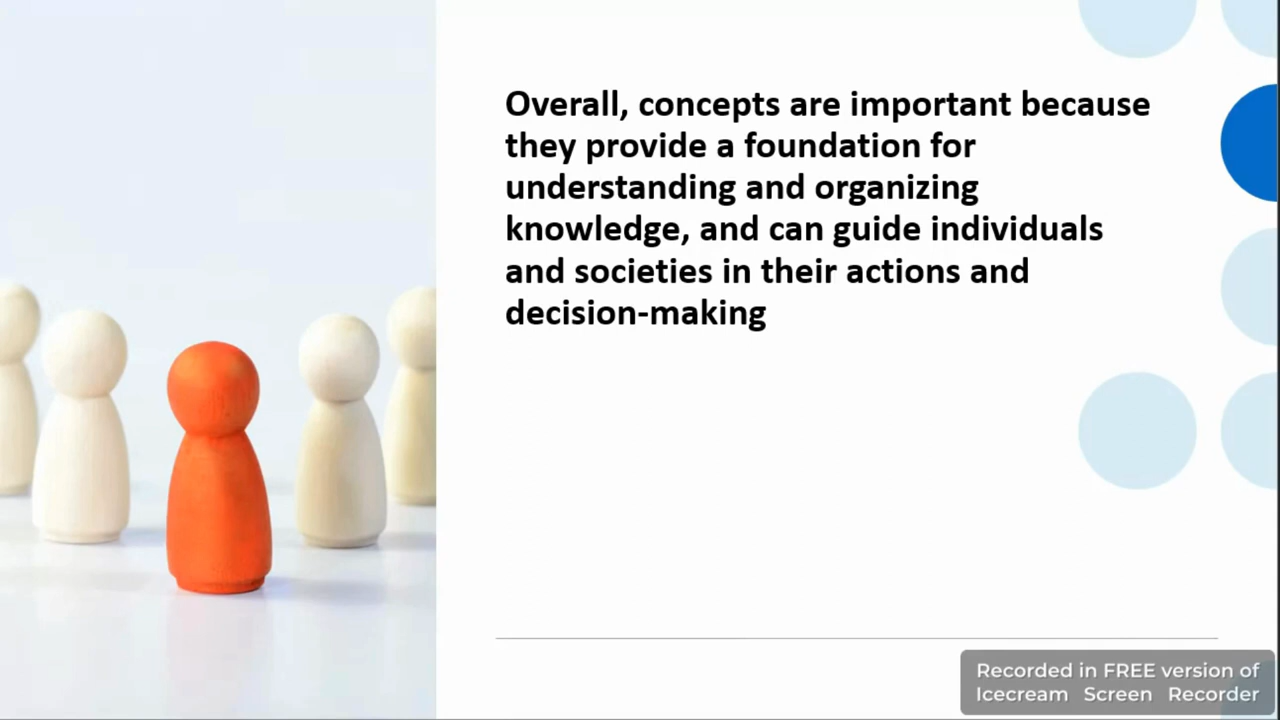 Overall, concepts are important because
they provide a foundation for
understanding and organizing
knowledge, and can guide individuals
and societies in their actions and
decision-making
Recorded in FREE version of
Icecream Screen Recorder